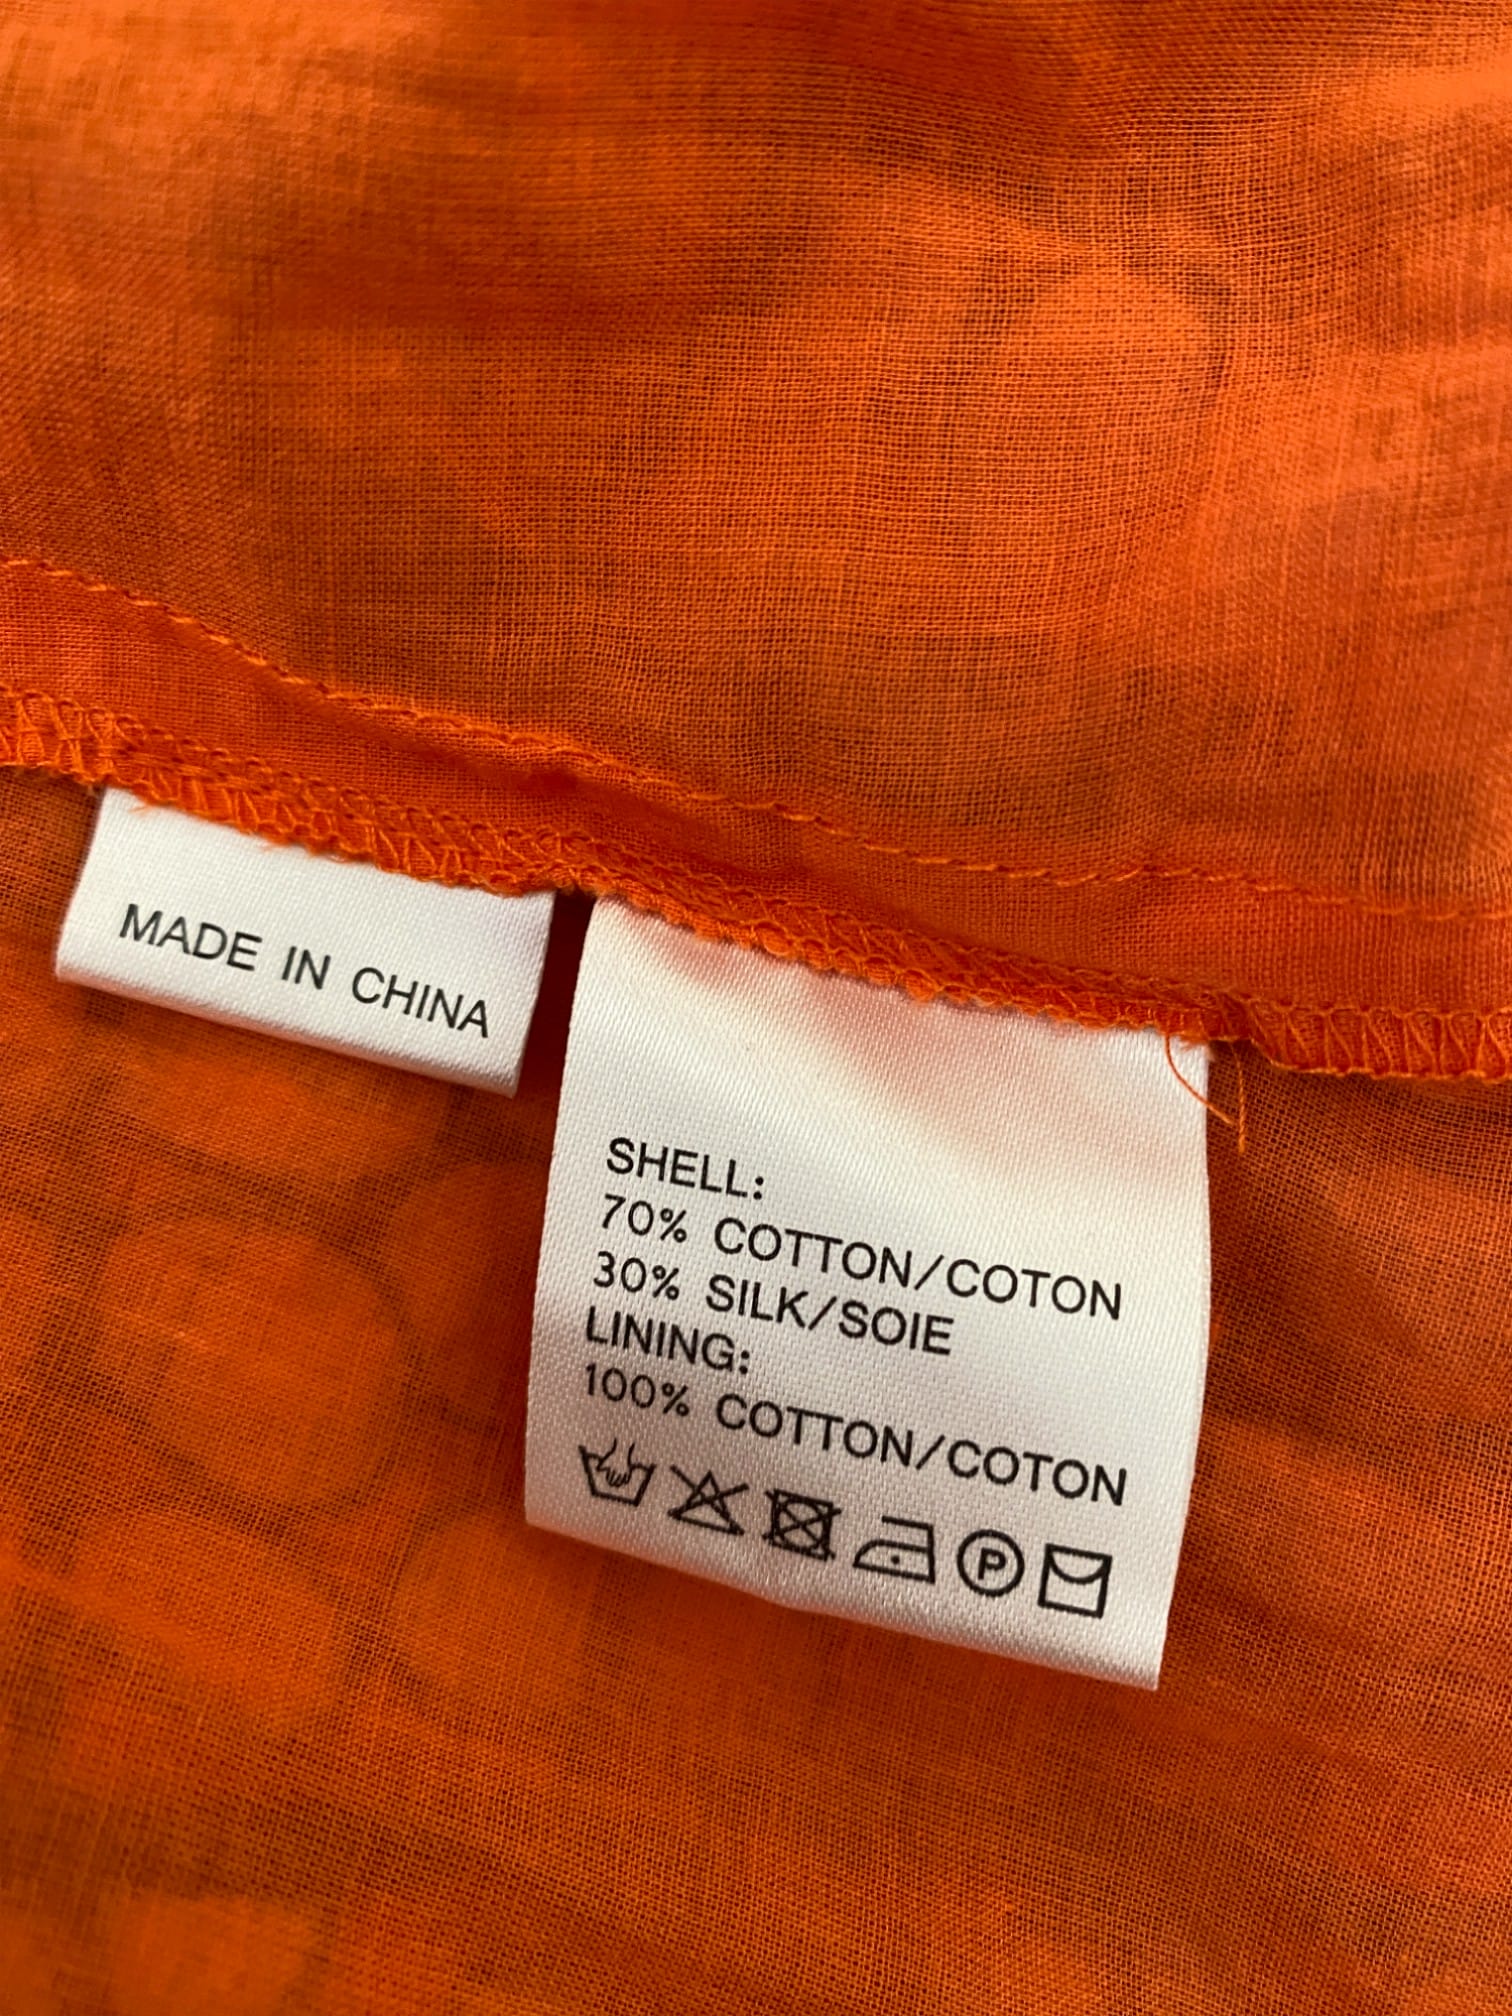 MADE IN CHINA
SHELL:
70% COTTON/COTON
30% SILK/SOIE
LINING:
100% COTTON/COTON
P